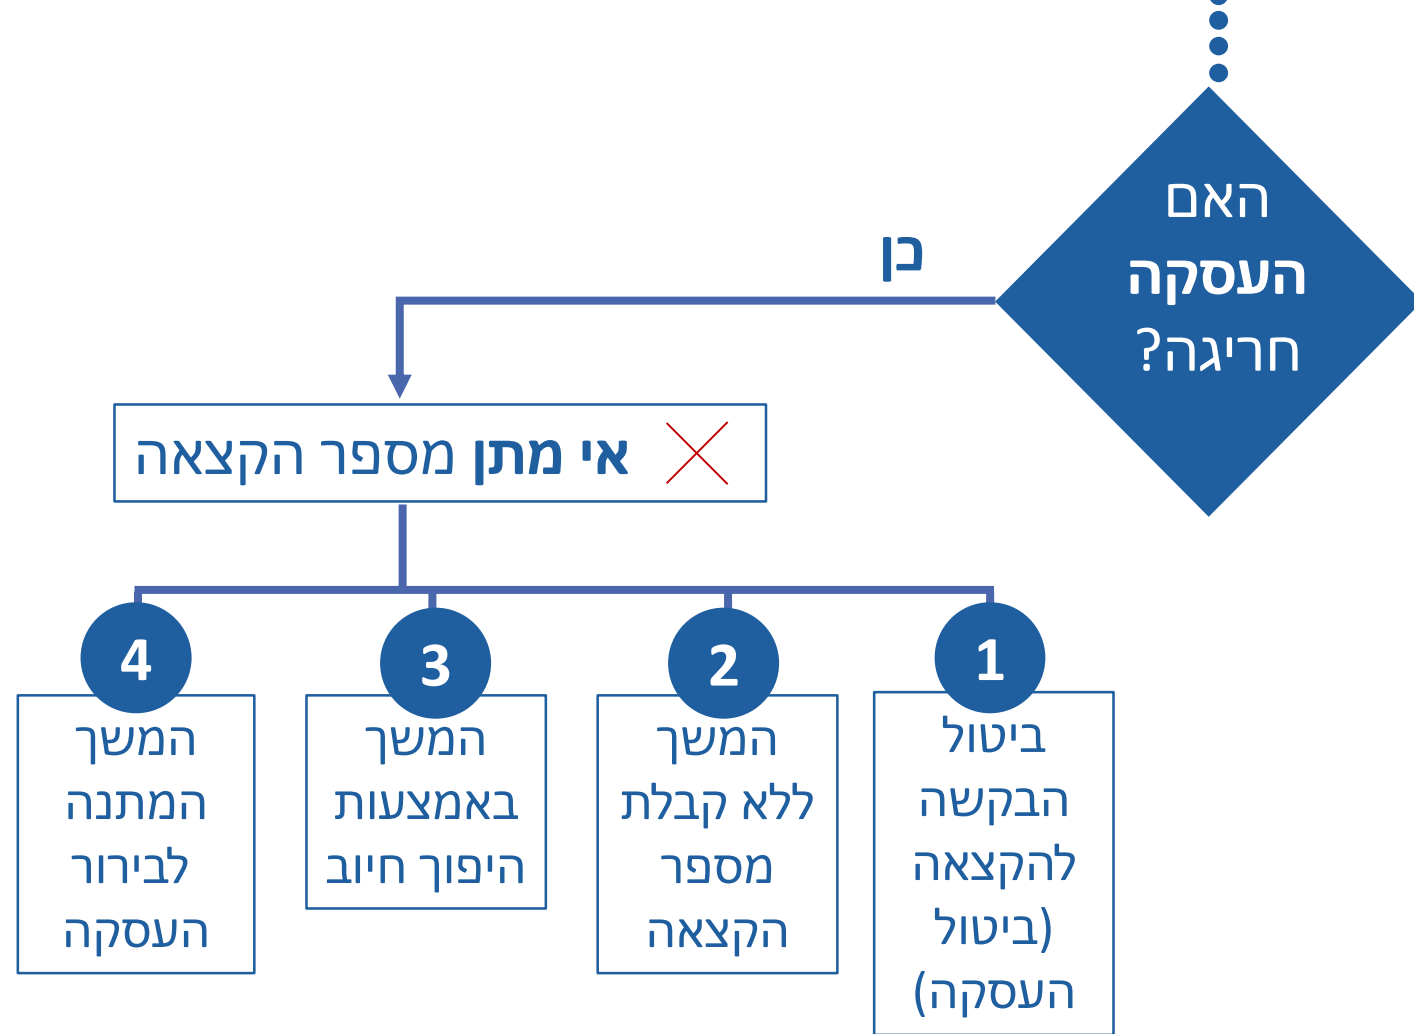 האם
העסקה
חריגה?
כן
אי מתן מספר הקצאה
1
ביטול
הבקשה
להקצאה
(ביטול
העסקה)
2
המשך
ללא קבלת
מספר
הקצאה
3
המשך
באמצעות
היפוך חיוב
4
המשך
המתנה
לבירור
העסקה